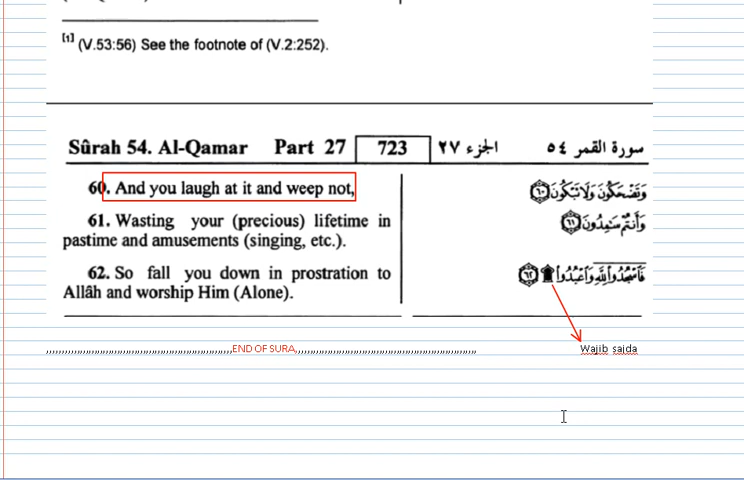 [1] (V.53:56) See the footnote of (V.2:252).
Sûrah 54. Al-Qamar Part 27 723 الجزء ٢٧ سورة القمر ٥٤
60. And you laugh at it and weep not,
وَتَضْحَكُونَ وَلَا تَبْكُونَ ٦٠
61. Wasting your (precious) lifetime in
pastime and amusements (singing, etc.).
وَأَنتُمْ سَٰمِدُونَ ٦١
62. So fall you down in prostration to
Allâh and worship Him (Alone).
فَٱسْجُدُوا۟ لِلَّهِ وَٱعْبُدُوا۟ ۩ ٦٢
,,,,,,,,,,,,,,,,,,,,,,,,,,,,,,,,,,,,,,,,,,,,,,,,,,,,,,,,,,,,END OF SURA,,,,,,,,,,,,,,,,,,,,,,,,,,,,,,,,,,,,,,,,,,,,,,,,,,,,,,,,,,
Wajib sajda